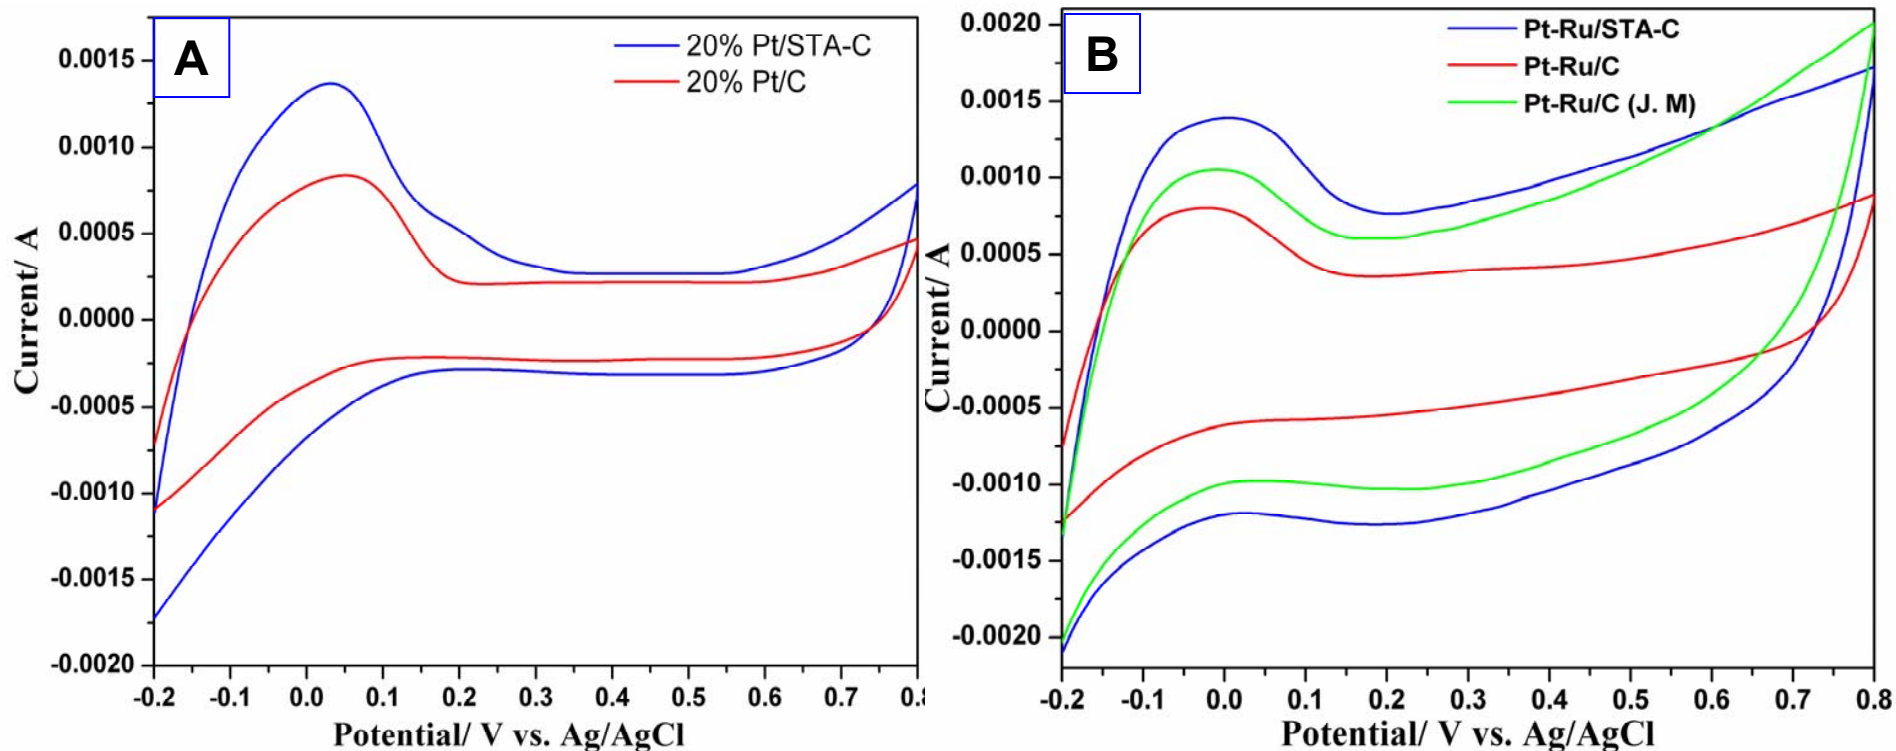 A
20% Pt/STA-C
20% Pt/C
0.0015
0.0010
0.0005
0.0000
-0.0005
-0.0010
-0.0015
-0.0020
Current/ A
-0.2 -0.1 0.0 0.1 0.2 0.3 0.4 0.5 0.6 0.7
Potential/ V vs. Ag/AgCl
B
Pt-Ru/STA-C
Pt-Ru/C
Pt-Ru/C (J. M)
0.0020
0.0015
0.0010
0.0005
0.0000
-0.0005
-0.0010
-0.0015
-0.0020
Current/ A
-0.2 -0.1 0.0 0.1 0.2 0.3 0.4 0.5 0.6 0.7 0.8
Potential/ V vs. Ag/AgCl